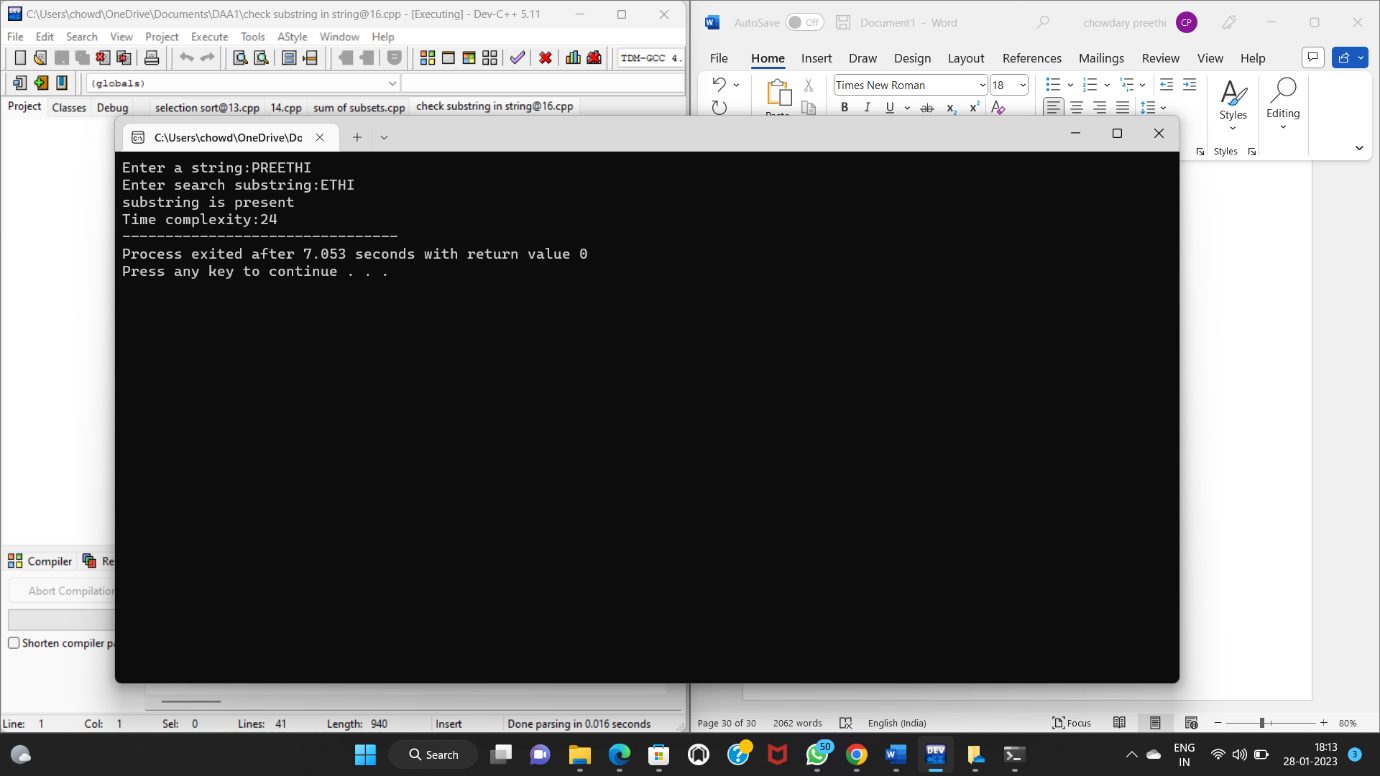 C:\Users\chowd\OneDrive\Documents\DAA1\check substring in string@16.cpp - [Executing] - Dev-C++ 5.11
File Edit Search View Project Execute Tools AStyle Window Help
TDM-GCC 4.
(globals)
Project Classes Debug
selection sort@13.cpp 14.cpp sum of subsets.cpp check substring in string@16.cpp
AutoSave Off Document1 - Word chowdary preethi CP
File Home Insert Draw Design Layout References Mailings Review View Help
Times New Roman 18
B I U ab x2 x2 A
Styles Editing
Styles
C:\Users\chowd\OneDrive\Do
Enter a string:PREETHI
Enter search substring:ETHI
substring is present
Time complexity:24
--------------------------------
Process exited after 7.053 seconds with return value 0
Press any key to continue . . .
Compiler Re
Abort Compilation
Shorten compiler pa
Line: 1 Col: 1 Sel: 0 Lines: 41 Length: 940 Insert Done parsing in 0.016 seconds
Page 30 of 30 2062 words English (India) Focus 80%
Search
50
DEV
ENG
IN
18:13
28-01-2023
3